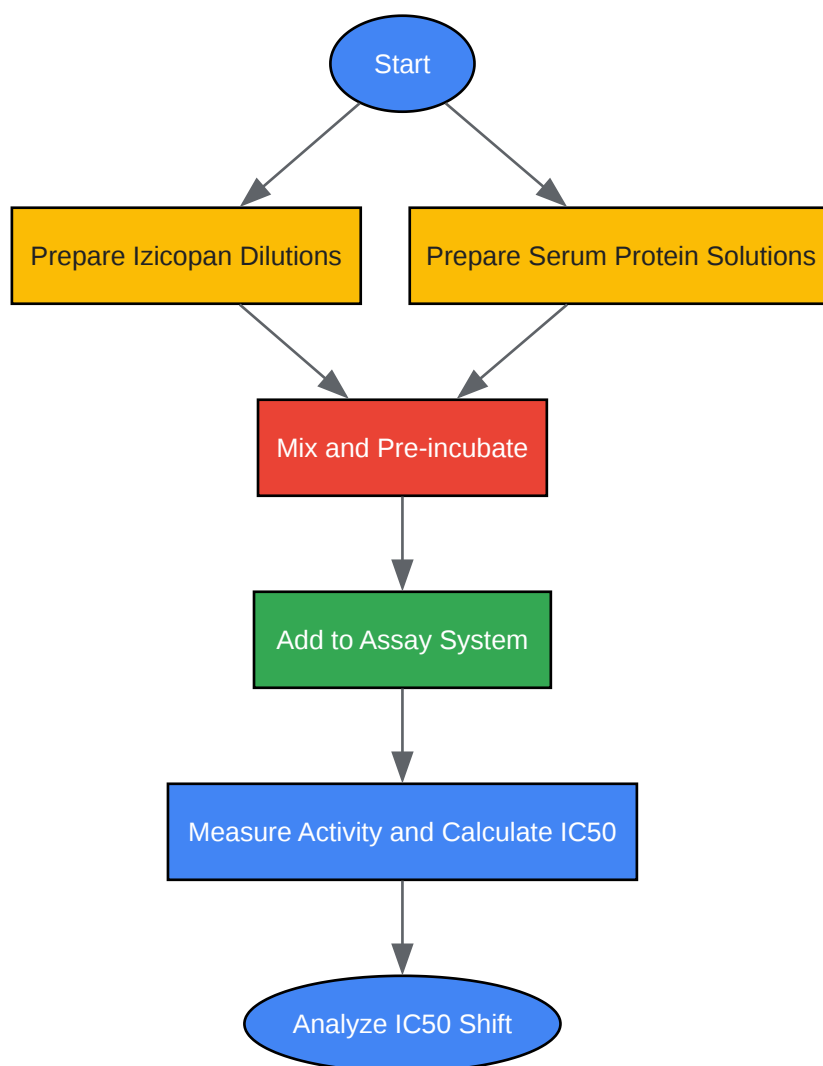 Start
Prepare Izicopan Dilutions
Prepare Serum Protein Solutions
Mix and Pre-incubate
Add to Assay System
Measure Activity and Calculate IC50
Analyze IC50 Shift